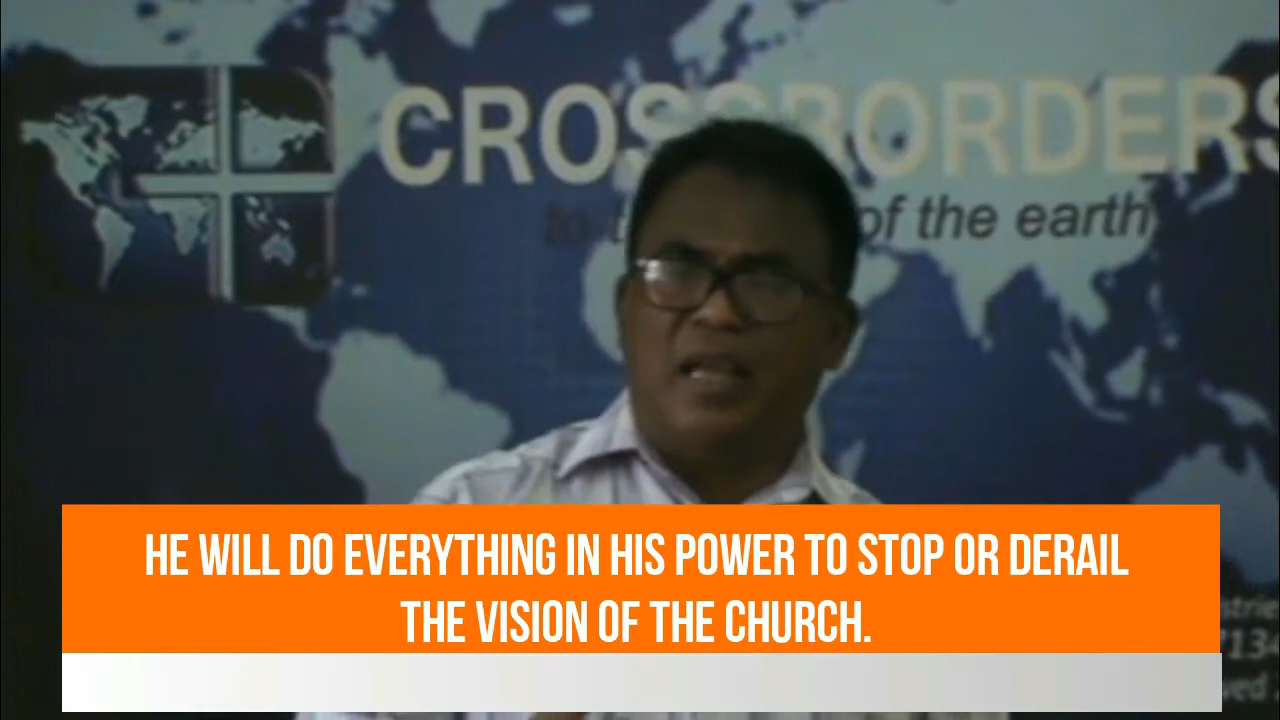 CROSSBORDERS
of the earth
HE WILL DO EVERYTHING IN HIS POWER TO STOP OR DERAIL
THE VISION OF THE CHURCH.